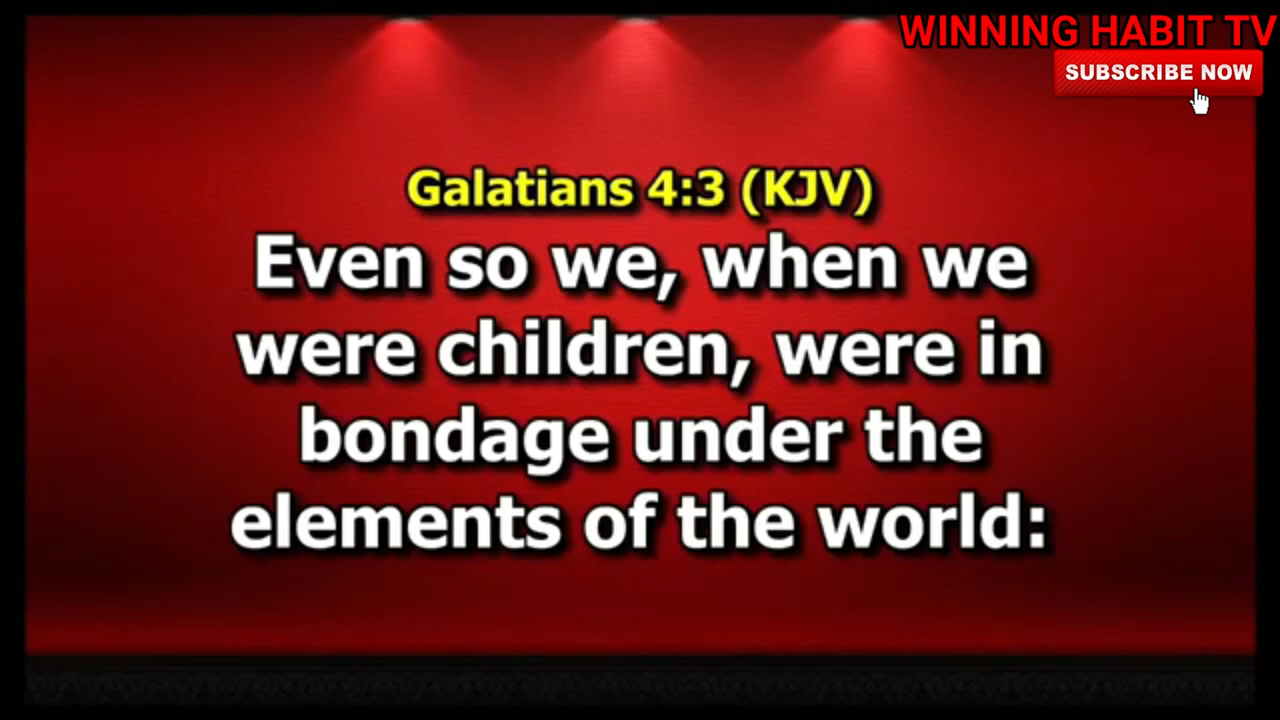 WINNING HABIT TV
SUBSCRIBE NOW
Galatians 4:3 (KJV)
Even so we, when we
were children, were in
bondage under the
elements of the world: